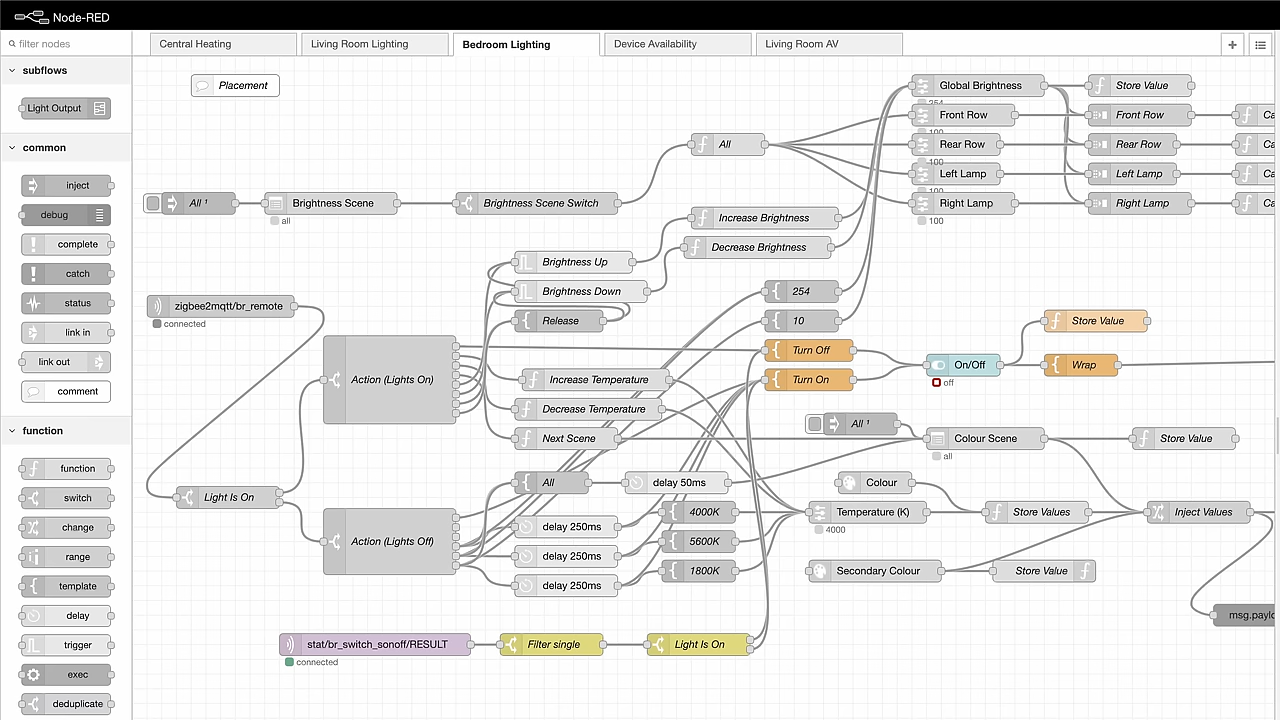 Node-RED
filter nodes
Central Heating
Living Room Lighting
Bedroom Lighting
Device Availability
Living Room AV
subflows
Light Output
common
inject
debug
complete
catch
status
link in
link out
comment
function
function
switch
change
range
template
delay
trigger
exec
deduplicate
Placement
Global Brightness
254
Store Value
Front Row
100
Front Row
All
Rear Row
100
Rear Row
Left Lamp
100
Left Lamp
Right Lamp
100
Right Lamp
All ¹
Brightness Scene
all
Brightness Scene Switch
Increase Brightness
Decrease Brightness
Brightness Up
Brightness Down
Release
254
10
zigbee2mqtt/br_remote
connected
Store Value
Turn Off
Turn On
On/Off
off
Wrap
Action (Lights On)
Increase Temperature
Decrease Temperature
Next Scene
All ¹
Colour Scene
all
Store Value
Light Is On
All
delay 50ms
Colour
4000K
Temperature (K)
4000
Store Values
Inject Values
Action (Lights Off)
delay 250ms
delay 250ms
delay 250ms
5600K
1800K
Secondary Colour
Store Value
msg.paylo
stat/br_switch_sonoff/RESULT
connected
Filter single
Light Is On